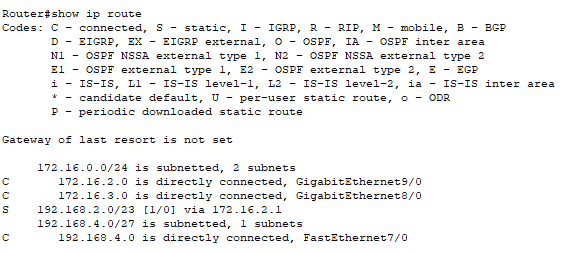 Router#show ip route
Codes: C - connected, S - static, I - IGRP, R - RIP, M - mobile, B - BGP
       D - EIGRP, EX - EIGRP external, O - OSPF, IA - OSPF inter area
       N1 - OSPF NSSA external type 1, N2 - OSPF NSSA external type 2
       E1 - OSPF external type 1, E2 - OSPF external type 2, E - EGP
       i - IS-IS, L1 - IS-IS level-1, L2 - IS-IS level-2, ia - IS-IS inter area
       * - candidate default, U - per-user static route, o - ODR
       P - periodic downloaded static route

Gateway of last resort is not set

     172.16.0.0/24 is subnetted, 2 subnets
C       172.16.2.0 is directly connected, GigabitEthernet9/0
C       172.16.3.0 is directly connected, GigabitEthernet8/0
S    192.168.2.0/23 [1/0] via 172.16.2.1
     192.168.4.0/27 is subnetted, 1 subnets
C       192.168.4.0 is directly connected, FastEthernet7/0